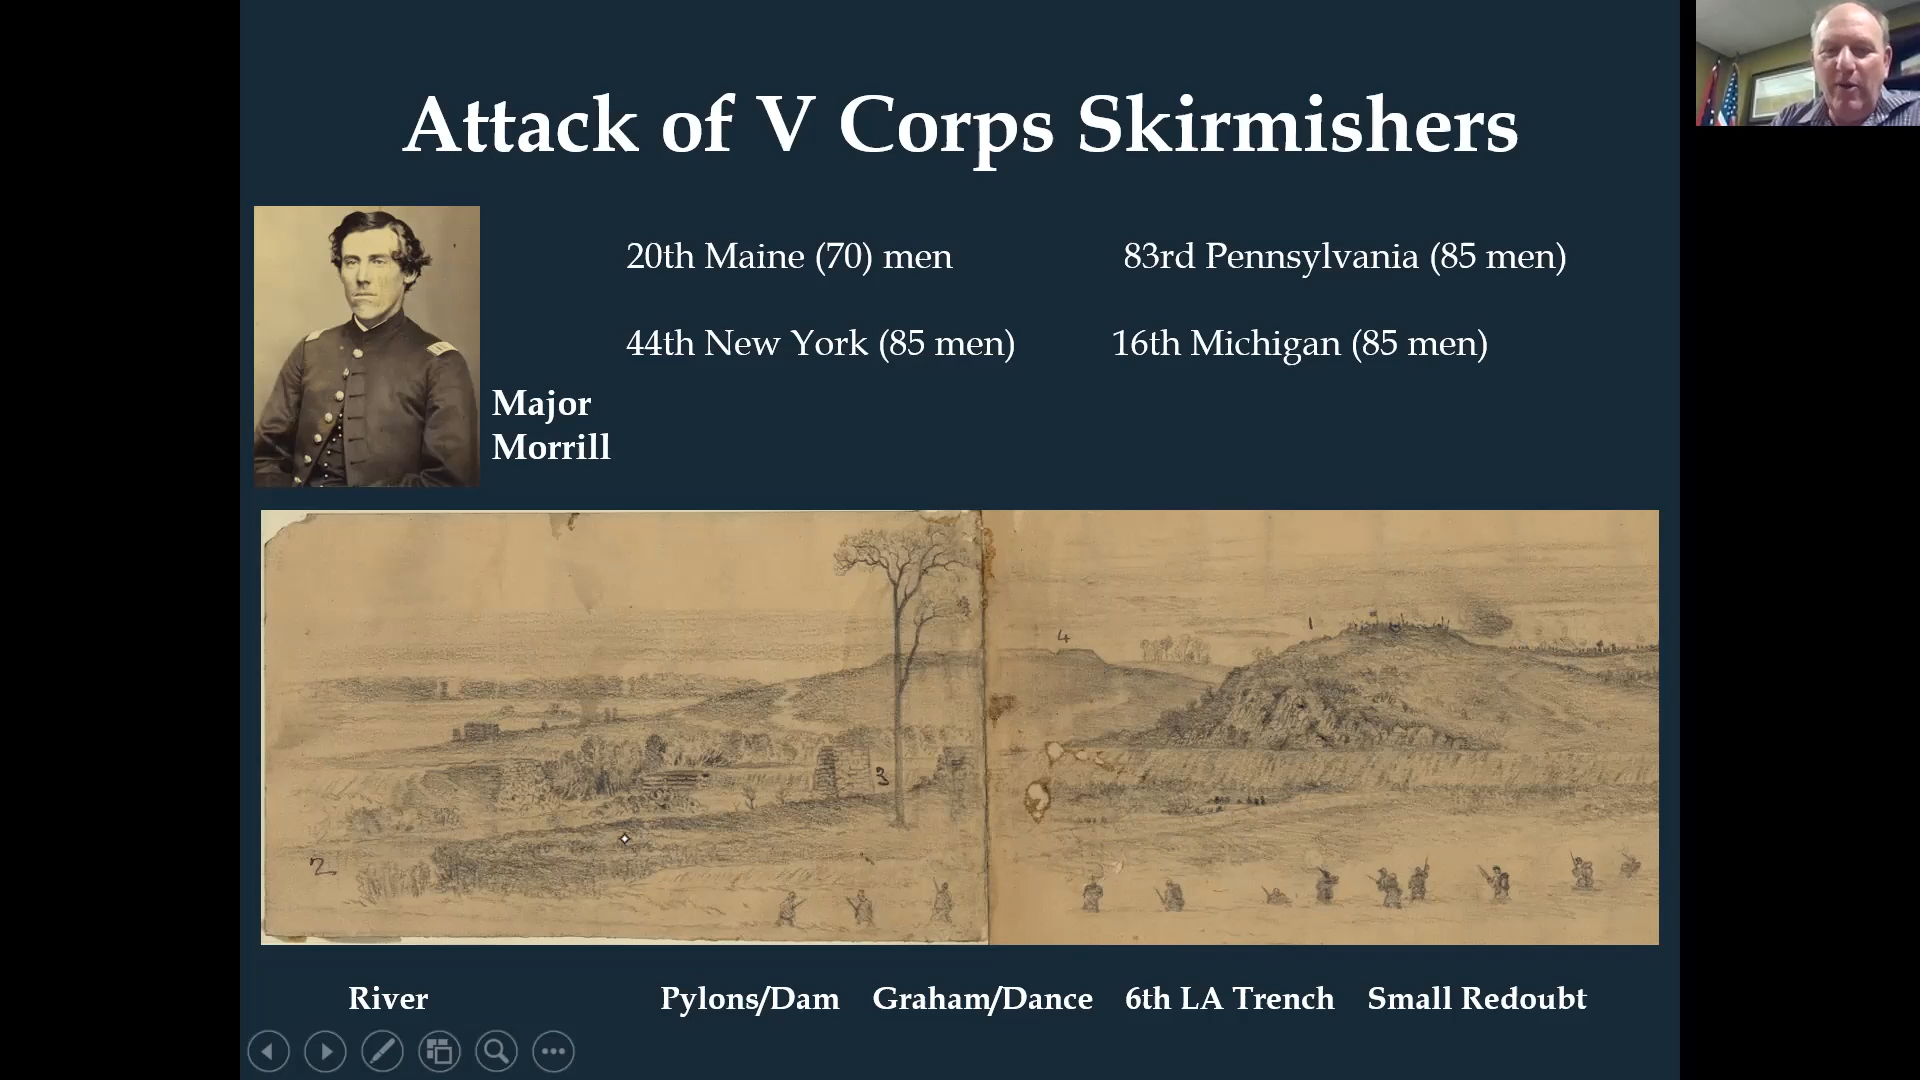 Attack of V Corps Skirmishers
20th Maine (70) men
83rd Pennsylvania (85 men)
44th New York (85 men)
16th Michigan (85 men)
Major
Morrill
4
3
2
River
Pylons/Dam
Graham/Dance
6th LA Trench
Small Redoubt